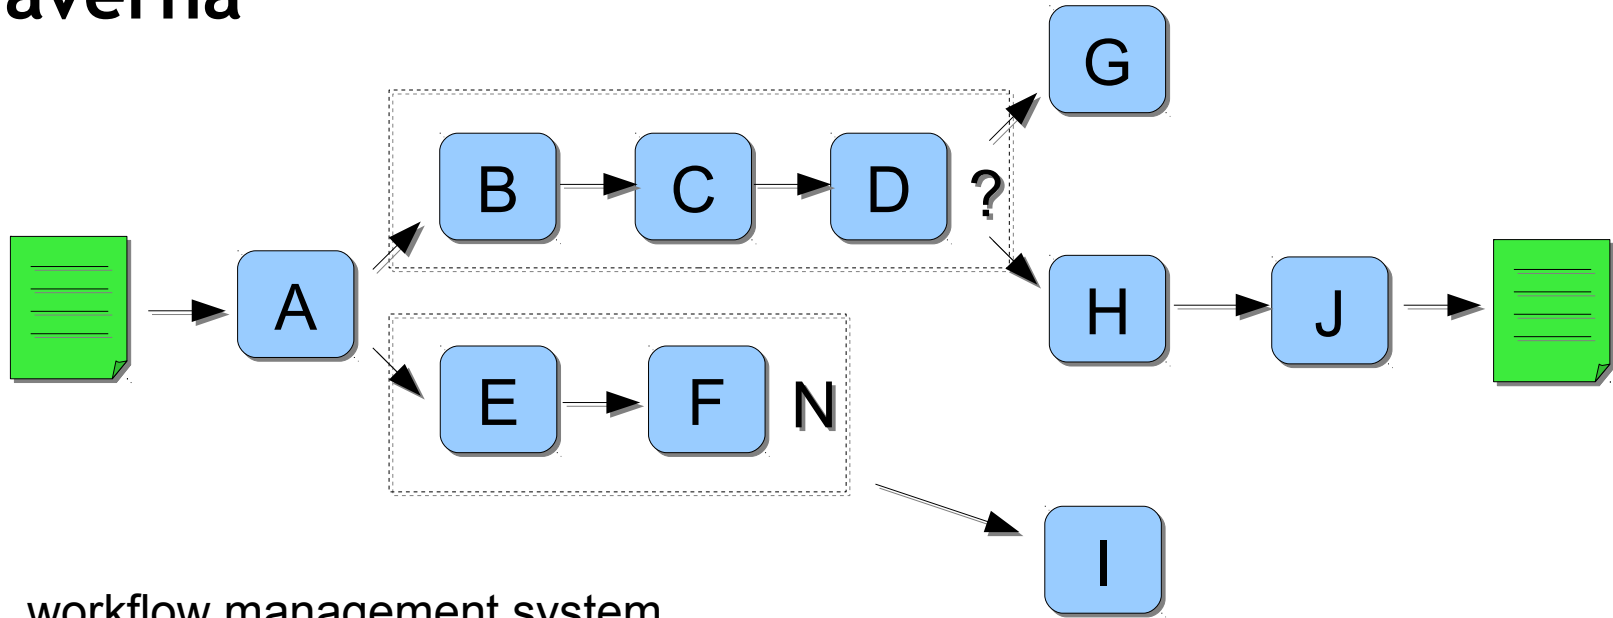 averna
G
B C D ?
A
H J
E F N
I
workflow management system